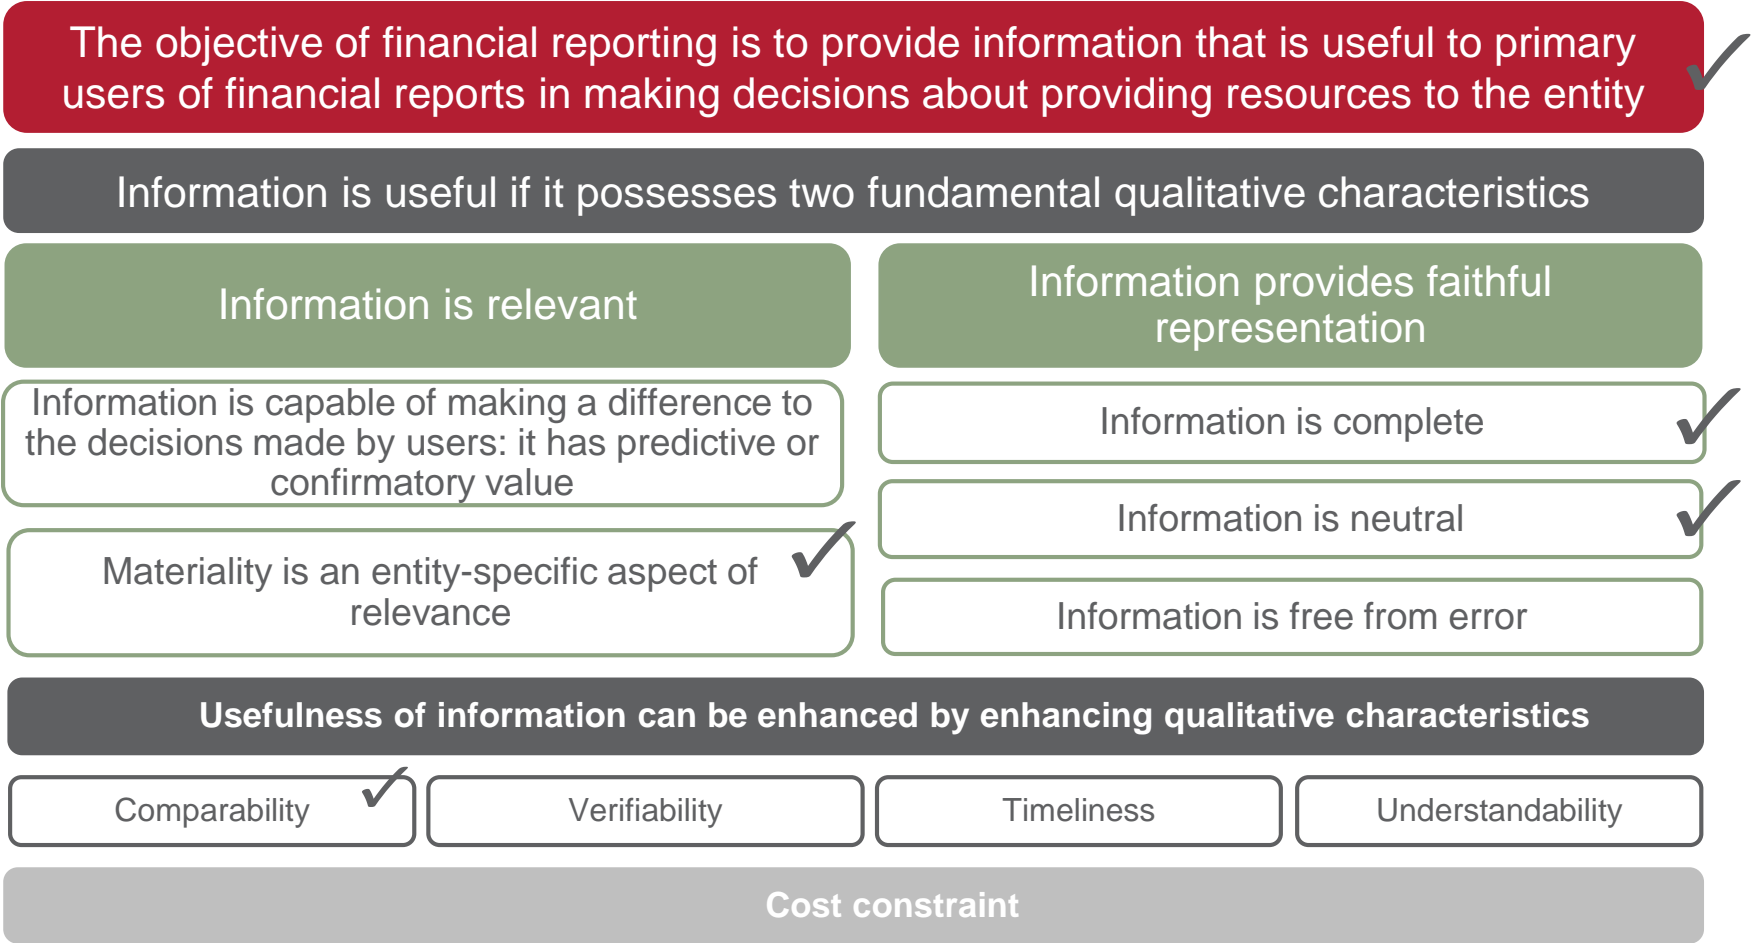 The objective of financial reporting is to provide information that is useful to primary
users of financial reports in making decisions about providing resources to the entity
Information is useful if it possesses two fundamental qualitative characteristics
Information is relevant
Information is capable of making a difference to
the decisions made by users: it has predictive or
confirmatory value
Materiality is an entity-specific aspect of
relevance
Information provides faithful
representation
Information is complete
Information is neutral
Information is free from error
Usefulness of information can be enhanced by enhancing qualitative characteristics
Comparability
Verifiability
Timeliness
Understandability
Cost constraint